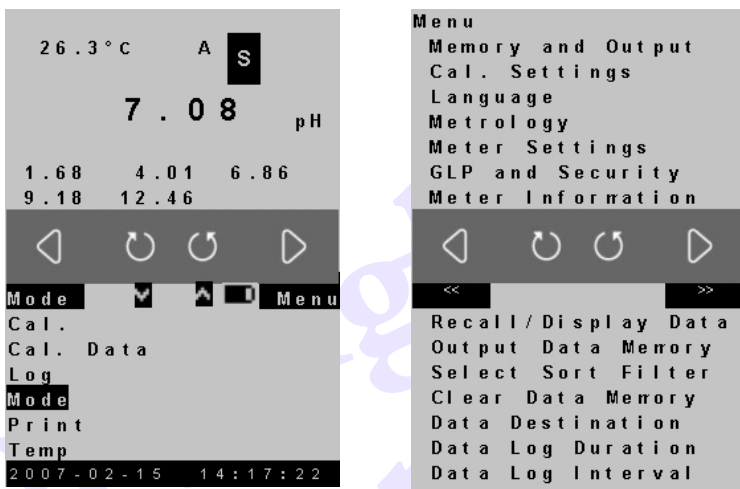 26.3°C A S
7.08 pH
1.68 4.01 6.86
9.18 12.46
Mode Menu
Cal.
Cal. Data
Log
Mode
Print
Temp
2007-02-15 14:17:22
Menu
Memory and Output
Cal. Settings
Language
Metrology
Meter Settings
GLP and Security
Meter Information
<< >>
Recall/Display Data
Output Data Memory
Select Sort Filter
Clear Data Memory
Data Destination
Data Log Duration
Data Log Interval